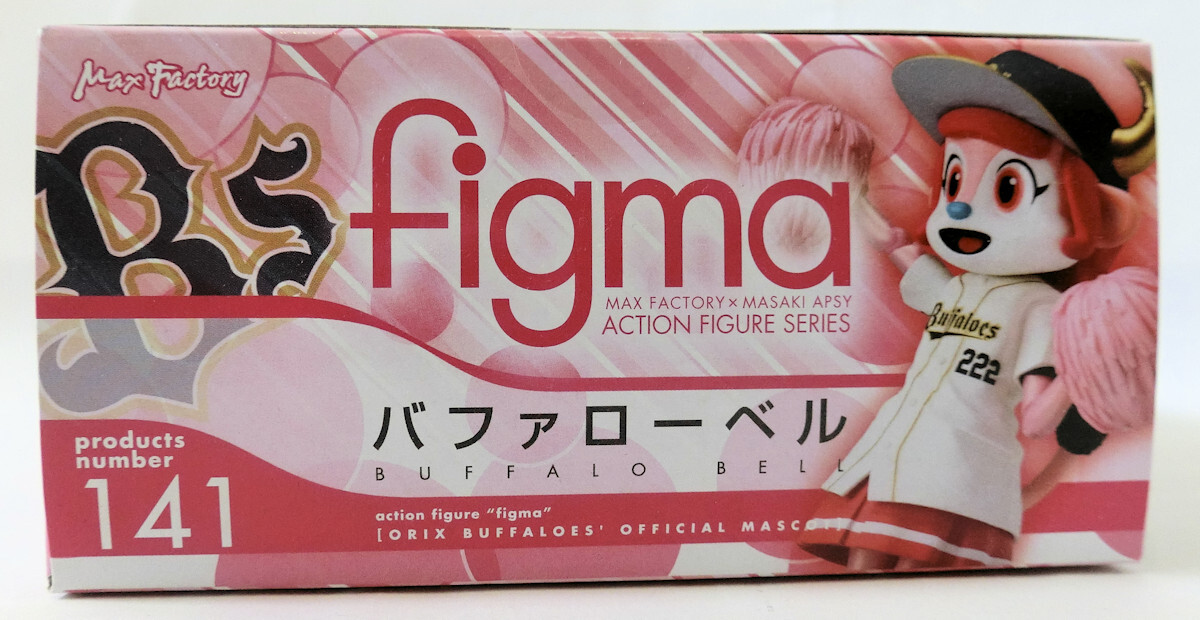 Max Factory
Bs
figma
MAX FACTORY×MASAKI APSY
ACTION FIGURE SERIES
バファローベル
BUFFALO BELL
products
number
141
action figure "figma"
[ORIX BUFFALOES' OFFICIAL MASCOT]
Buffaloes
222